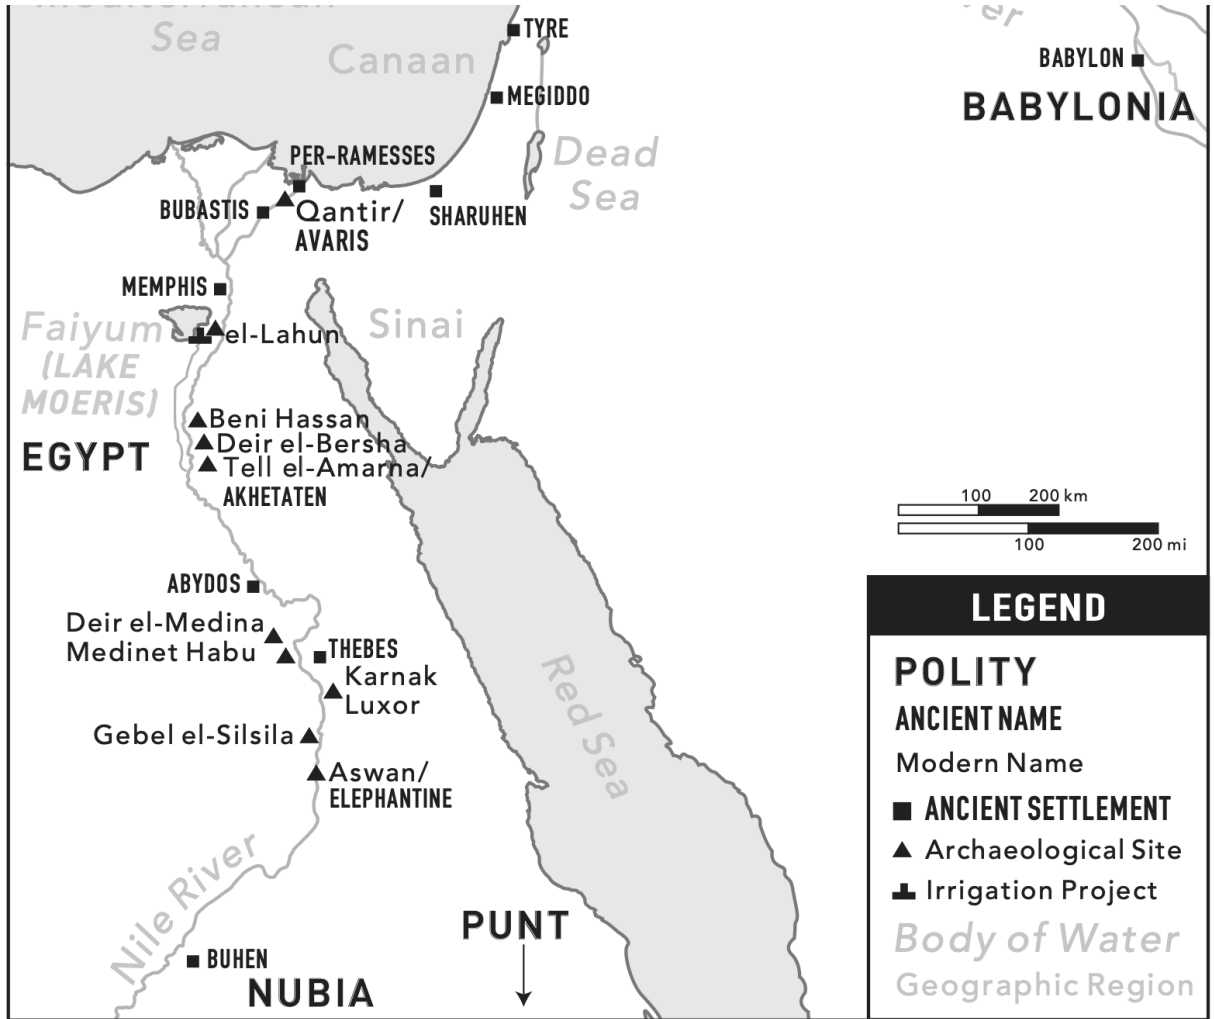 Mediterranean
Sea
Canaan
TYRE
MEGIDDO
BABYLON
BABYLONIA
Dead
Sea
PER-RAMESSES
BUBASTIS
Qantir/
AVARIS
SHARUHEN
MEMPHIS
Faiyum
(LAKE
MOERIS)
el-Lahun
Sinai
Beni Hassan
Deir el-Bersha
Tell el-Amarna/
AKHETATEN
EGYPT
ABYDOS
Deir el-Medina
Medinet Habu
THEBES
Karnak
Luxor
Gebel el-Silsila
Aswan/
ELEPHANTINE
Red Sea
Nile River
BUHEN
NUBIA
PUNT
100 200 km
100 200 mi
LEGEND
POLITY
ANCIENT NAME
Modern Name
ANCIENT SETTLEMENT
Archaeological Site
Irrigation Project
Body of Water
Geographic Region